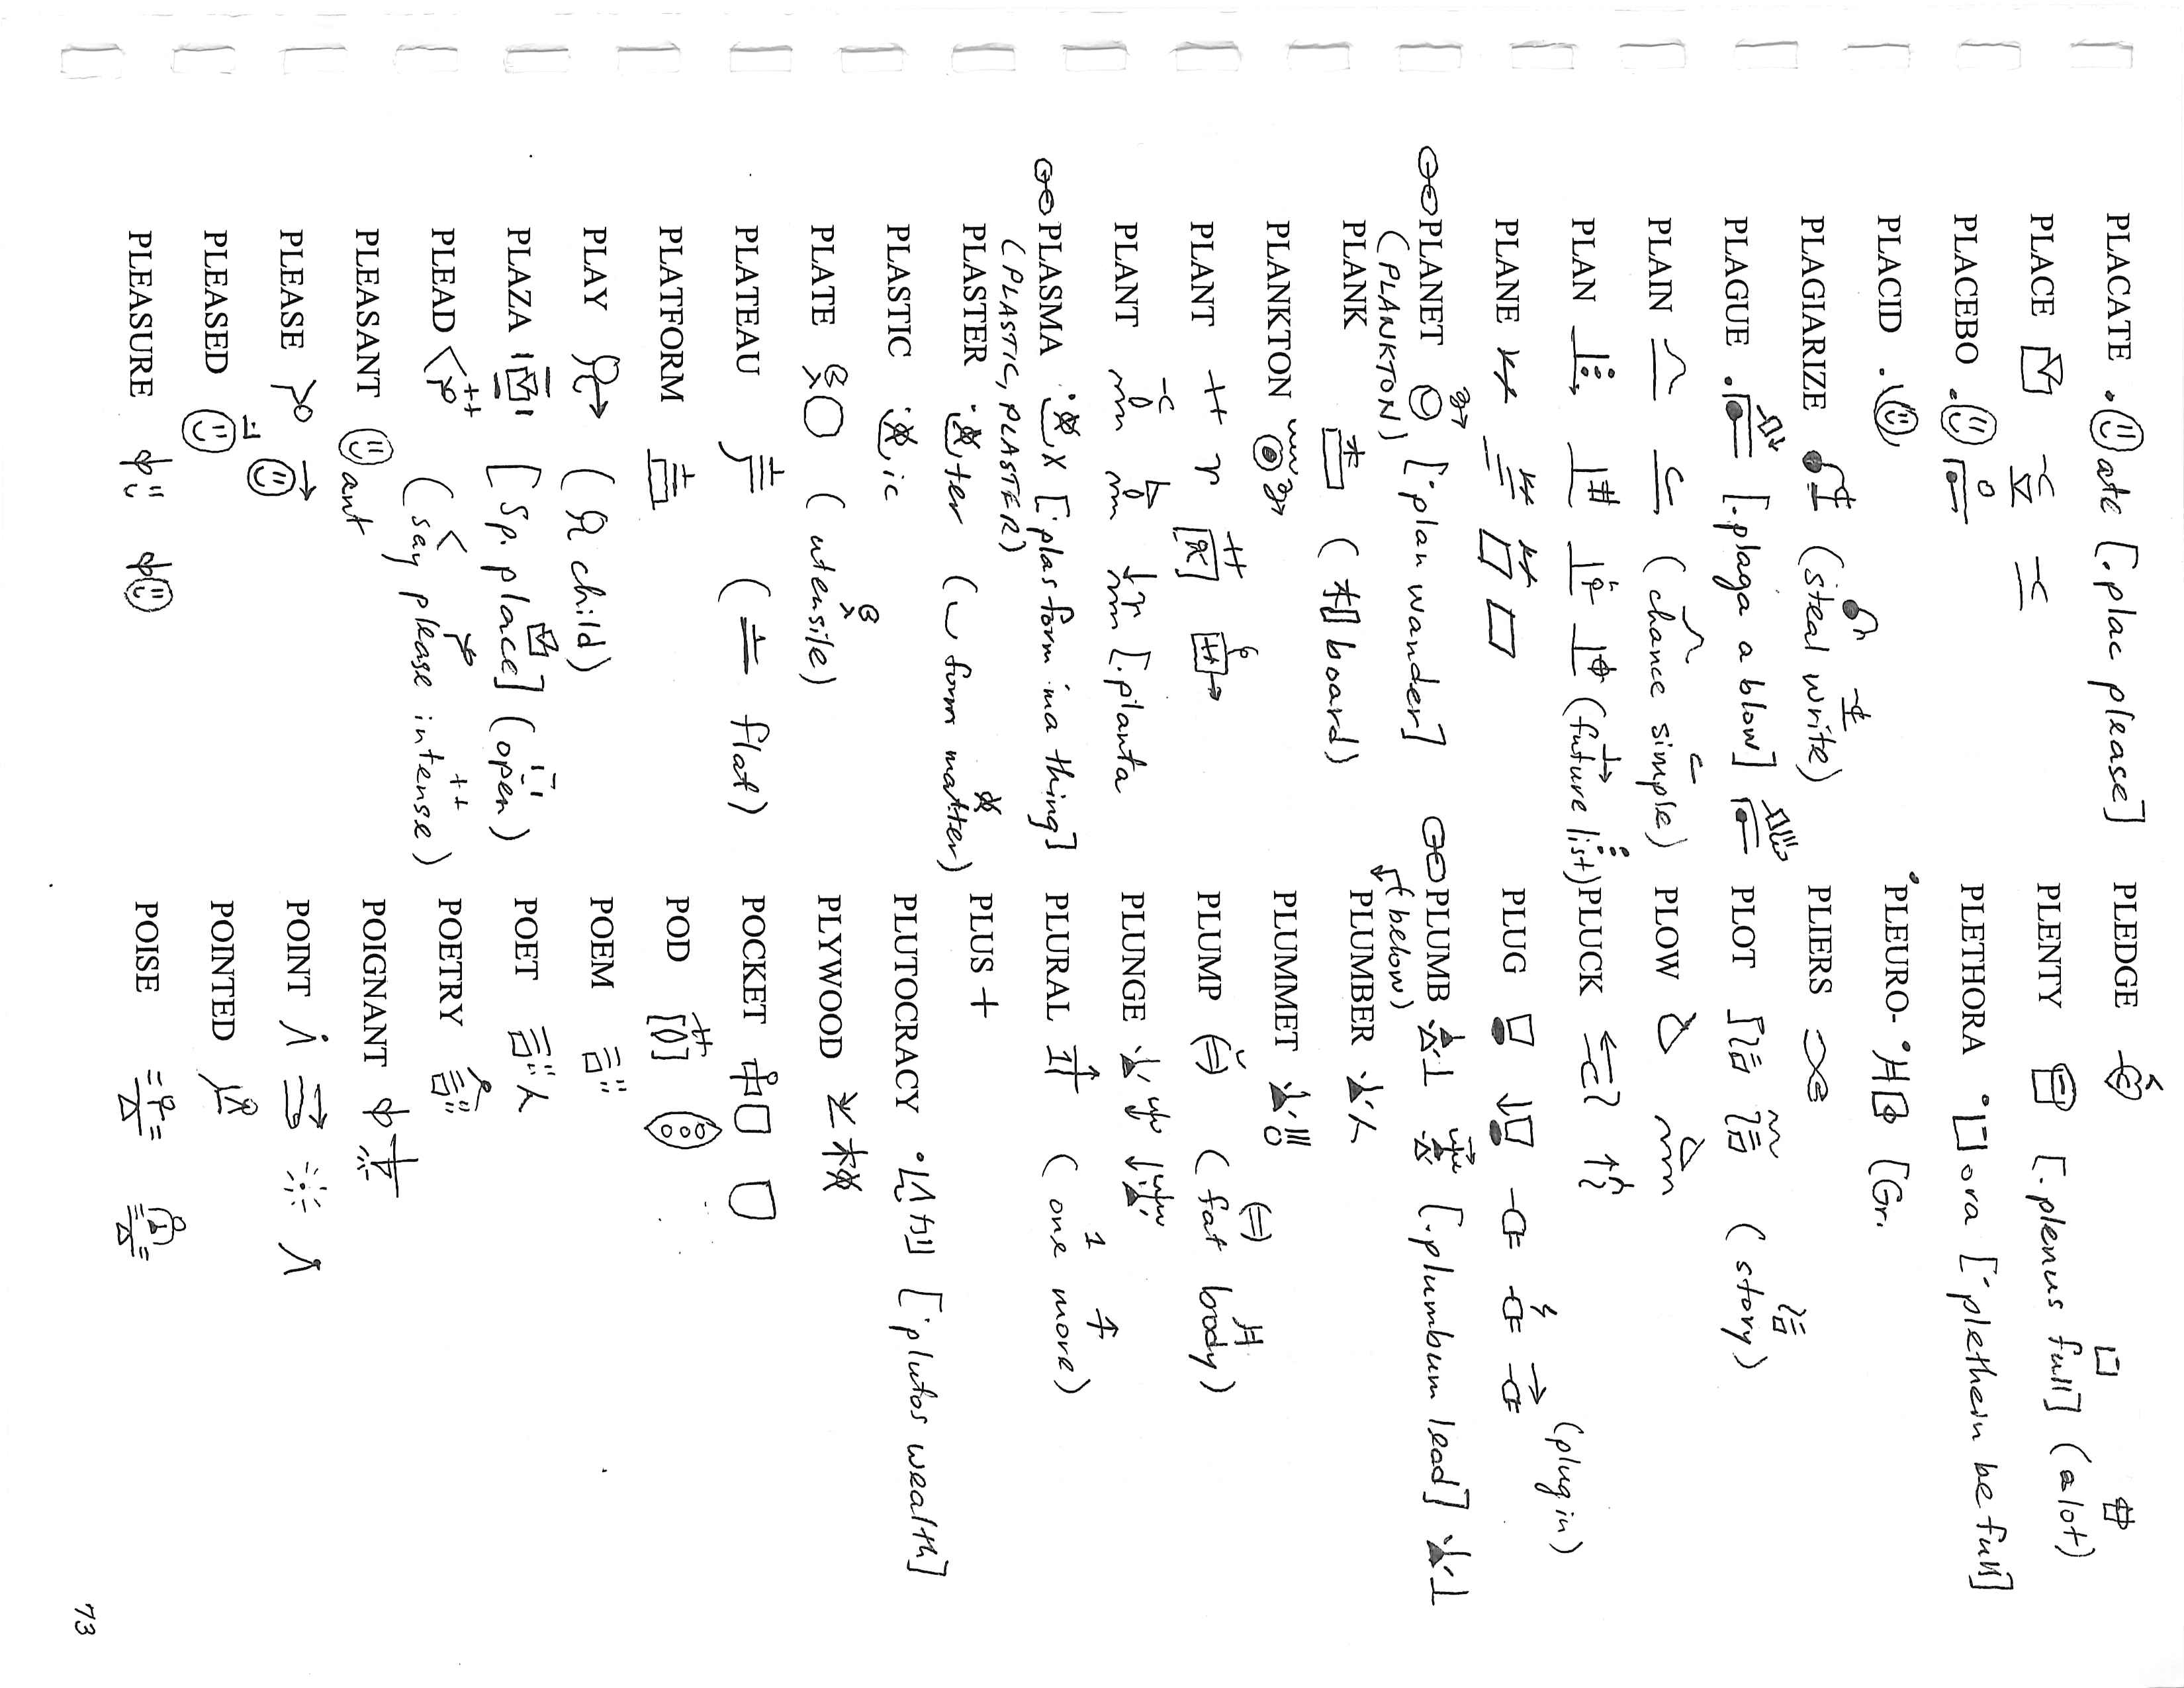 PLACATE .ate [.plac please]
PLACE
PLACEBO
PLACID
PLAGIARIZE (steal write)
PLAGUE [.plaga a blow]
PLAIN (chance simple)
PLAN (future list)
PLANE
PLANET [·plan wander]
(PLANKTON)
PLANK (board)
PLANKTON
PLANT
PLANT [.planta
PLASMA [·plas form in a thing]
(PLASTIC, PLASTER)
PLASTER ter (form matter)
PLASTIC ic
PLATE (utensile)
PLATEAU ( flat)
PLATFORM
PLAY (child)
PLAZA [Sp. place] (open)
PLEAD ++ (say please intense)
PLEASANT ant
PLEASE
PLEASED
PLEASURE
PLEDGE
PLENTY [.plenus full] (a lot)
PLETHORA ora [·plethein be full]
PLEURO- [Gr.
PLIERS
PLOT (story)
PLOW
PLUCK
PLUG (plug in)
PLUMB [.plumbum lead]
(below)
PLUMBER
PLUMMET
PLUMP (fat body)
PLUNGE
PLURAL (one more)
PLUS +
PLUTOCRACY [·plutos wealth]
PLYWOOD
POCKET
POD
POEM
POET
POETRY
POIGNANT
POINT
POINTED
POISE
73